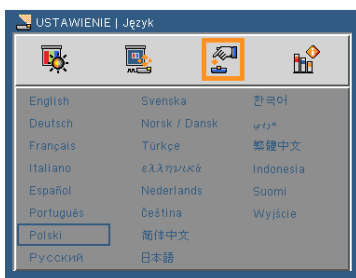 USTAWIENIE | Język
English Svenska 한국어
Deutsch Norsk / Dansk
Français Türkçe 繁體中文
Italiano ελληνικά Indonesia
Español Nederlands Suomi
Português Čeština Wyjście
Polski 简体中文
Русский 日本語